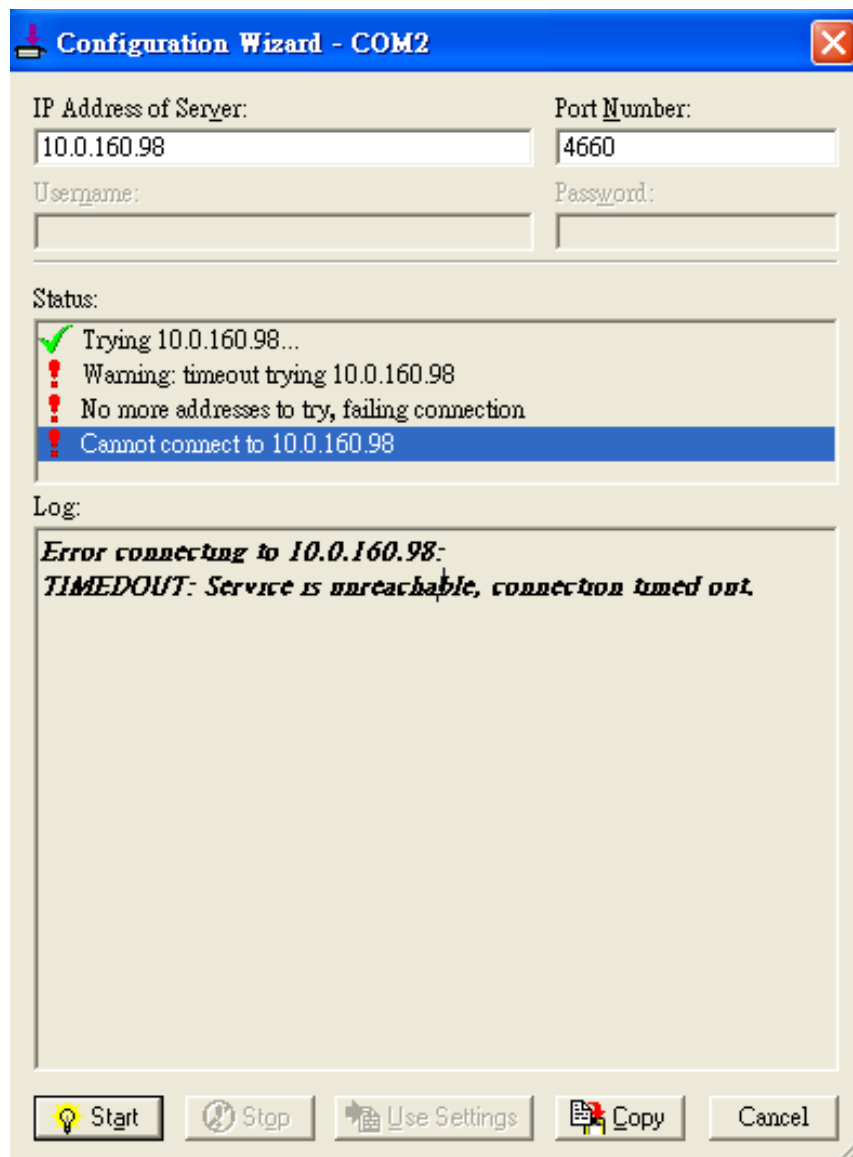 Configuration Wizard - COM2
IP Address of Server: Port Number:
10.0.160.98 4660
Username: Password:
Status:
Trying 10.0.160.98...
Warning: timeout trying 10.0.160.98
No more addresses to try, failing connection
Cannot connect to 10.0.160.98
Log:
Error connecting to 10.0.160.98:
TIMEDOUT: Service is unreachable, connection timed out.
Start Stop Use Settings Copy Cancel